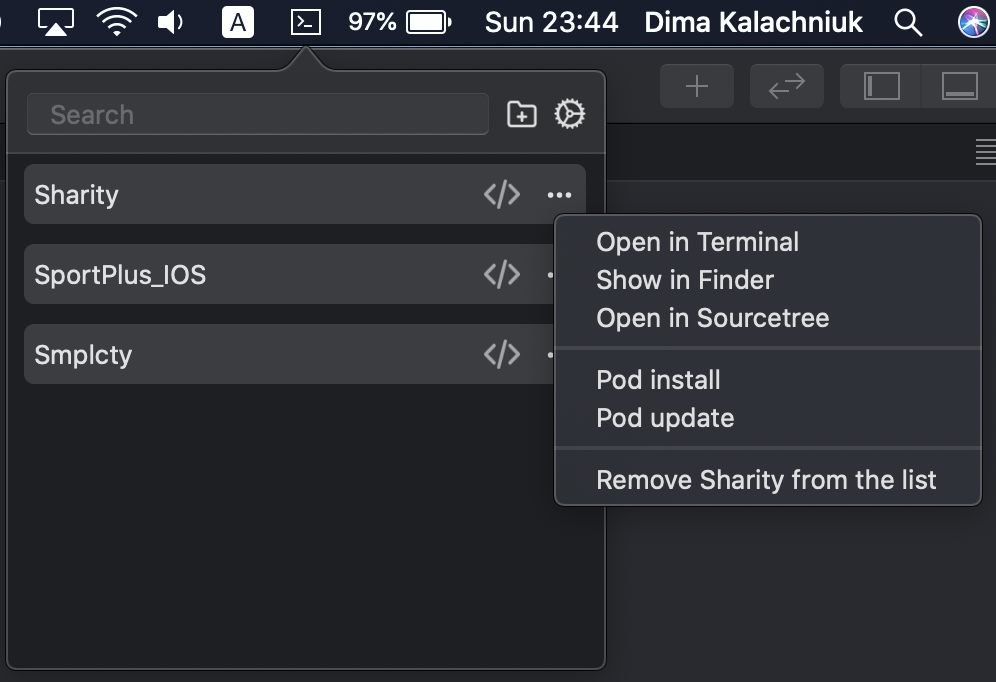 A 97% Sun 23:44 Dima Kalachniuk
Search
Sharity
SportPlus_IOS
Smplcty
Open in Terminal
Show in Finder
Open in Sourcetree
Pod install
Pod update
Remove Sharity from the list